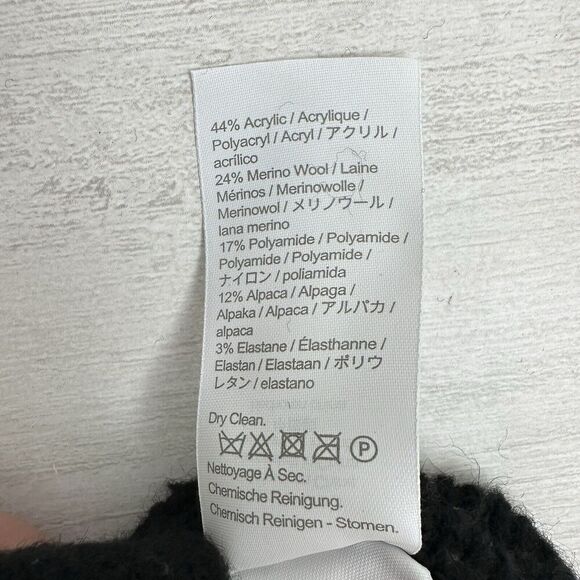 44% Acrylic / Acrylique /
Polyacryl / Acryl / アクリル /
acrílico
24% Merino Wool / Laine
Mérinos / Merinowolle /
Merinowol / メリノウール /
lana merino
17% Polyamide / Polyamide /
Polyamide / Polyamide /
ナイロン / poliamida
12% Alpaca / Alpaga /
Alpaka / Alpaca / アルパカ /
alpaca
3% Elastane / Élasthanne /
Elastan / Elastaan / ポリウ
レタン / elastano
Dry Clean.
P
Nettoyage À Sec.
Chemische Reinigung.
Chemisch Reinigen - Stomen.